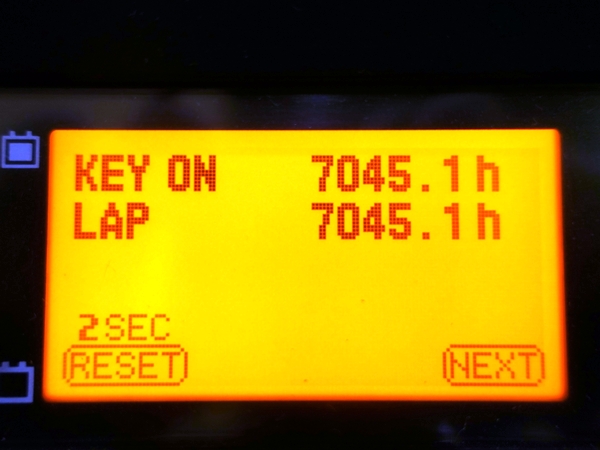 KEY ON 7045.1h
LAP 7045.1h
2SEC
RESET NEXT